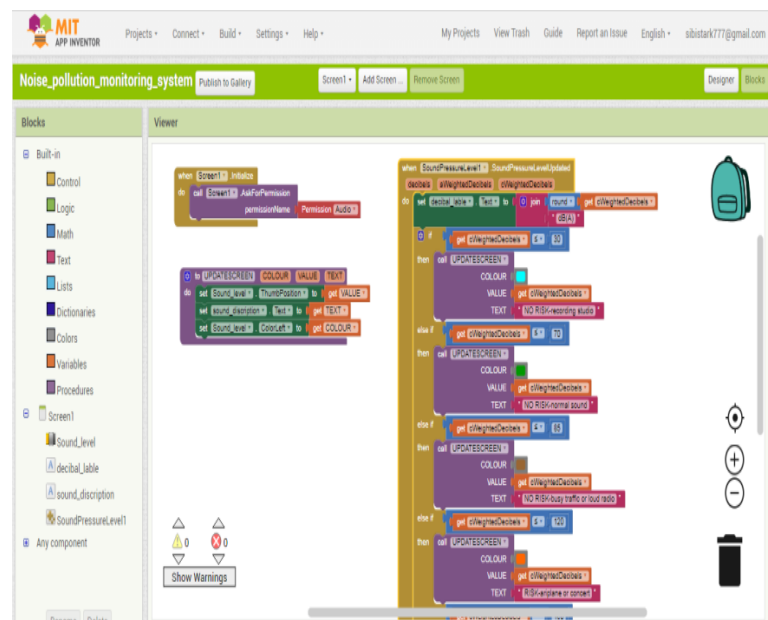 MIT
APP INVENTOR
Projects
Connect
Build
Settings
Help
My Projects
View Trash
Guide
Report an Issue
English
sibistark777@gmail.com
Noise_pollution_monitoring_system
Publish to Gallery
Screen1
Add Screen ...
Remove Screen
Designer
Blocks
Blocks
Viewer
Built-in
Control
Logic
Math
Text
Lists
Dictionaries
Colors
Variables
Procedures
Screen1
Sound_level
decibal_lable
sound_discription
SoundPressureLevel1
Any component
Rename Delete
when Screen1 .Initialize
do call Screen1 .AskForPermission
permissionName Permission Audio
to UPDATESCREEN COLOUR VALUE TEXT
do set Sound_level . ThumbPosition to get VALUE
set sound_discription . Text to get TEXT
set Sound_level . ColorLeft to get COLOUR
0 0
Show Warnings
when SoundPressureLevel1 .SoundPressureLevelUpdated
decibels aWeightedDecibels cWeightedDecibels
do set decibal_lable . Text to join round get cWeightedDecibels
" dB(A) "
if get cWeightedDecibels ≤ 30
then call UPDATESCREEN
COLOUR
VALUE get cWeightedDecibels
TEXT " NO RISK-recording studio "
else if get cWeightedDecibels ≤ 70
then call UPDATESCREEN
COLOUR
VALUE get cWeightedDecibels
TEXT " NO RISK-normal sound "
else if get cWeightedDecibels ≤ 85
then call UPDATESCREEN
COLOUR
VALUE get cWeightedDecibels
TEXT " NO RISK-busy traffic or loud radio "
else if get cWeightedDecibels ≤ 120
then call UPDATESCREEN
COLOUR
VALUE get cWeightedDecibels
TEXT " RISK-airplane or concert "